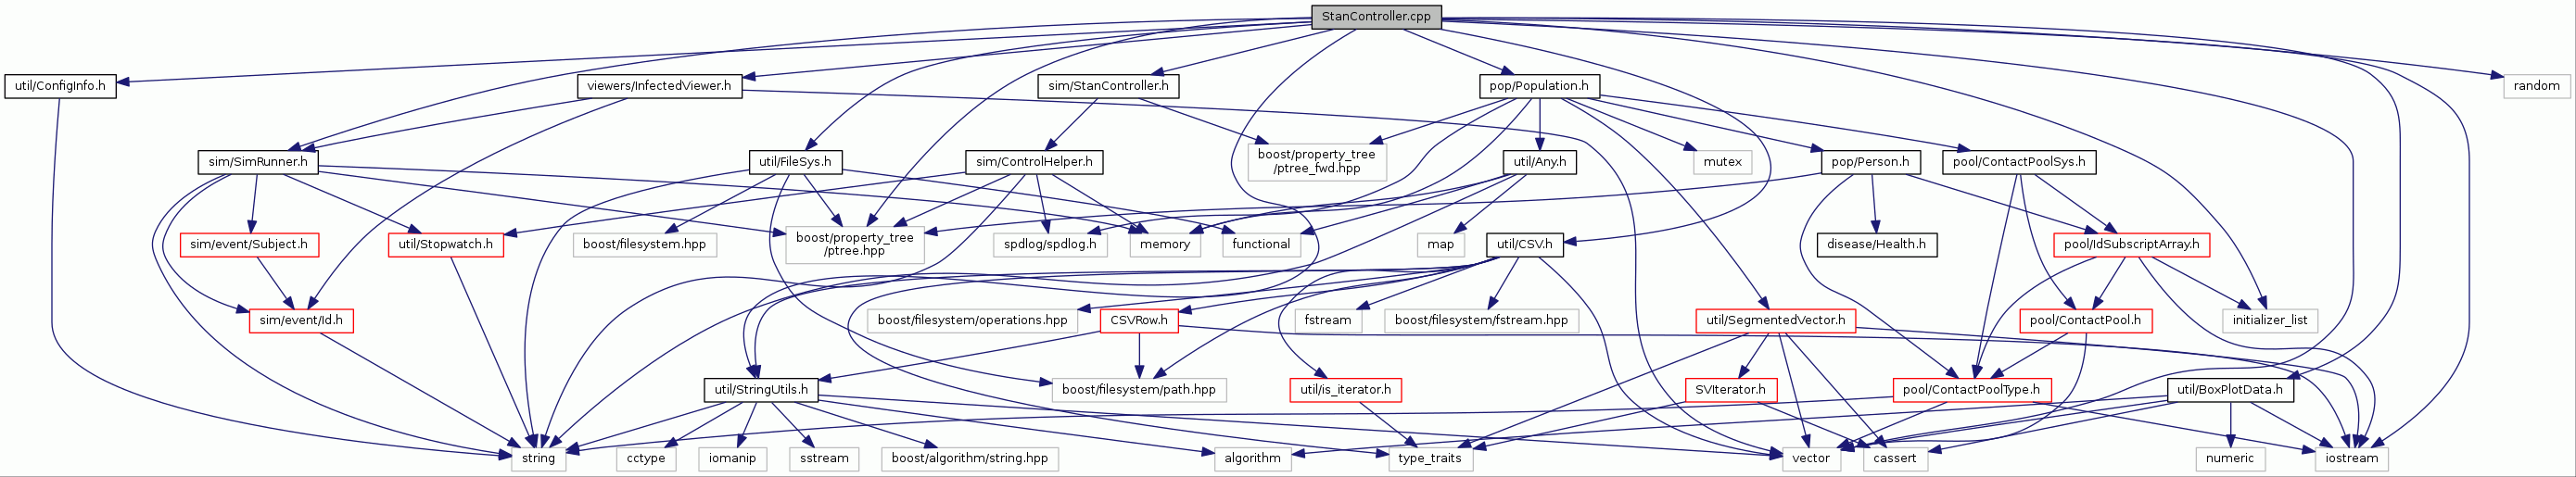 StanController.cpp
util/ConfigInfo.h
viewers/InfectedViewer.h
sim/StanController.h
pop/Population.h
random
sim/SimRunner.h
util/FileSys.h
sim/ControlHelper.h
boost/property_tree
/ptree_fwd.hpp
util/Any.h
mutex
pop/Person.h
pool/ContactPoolSys.h
sim/event/Subject.h
util/Stopwatch.h
boost/filesystem.hpp
boost/property_tree
/ptree.hpp
spdlog/spdlog.h
memory
functional
map
util/CSV.h
disease/Health.h
pool/IdSubscriptArray.h
sim/event/Id.h
boost/filesystem/operations.hpp
CSVRow.h
fstream
boost/filesystem/fstream.hpp
util/SegmentedVector.h
pool/ContactPool.h
initializer_list
util/StringUtils.h
boost/filesystem/path.hpp
util/is_iterator.h
SVIterator.h
pool/ContactPoolType.h
util/BoxPlotData.h
string
cctype
iomanip
sstream
boost/algorithm/string.hpp
algorithm
type_traits
vector
cassert
numeric
iostream